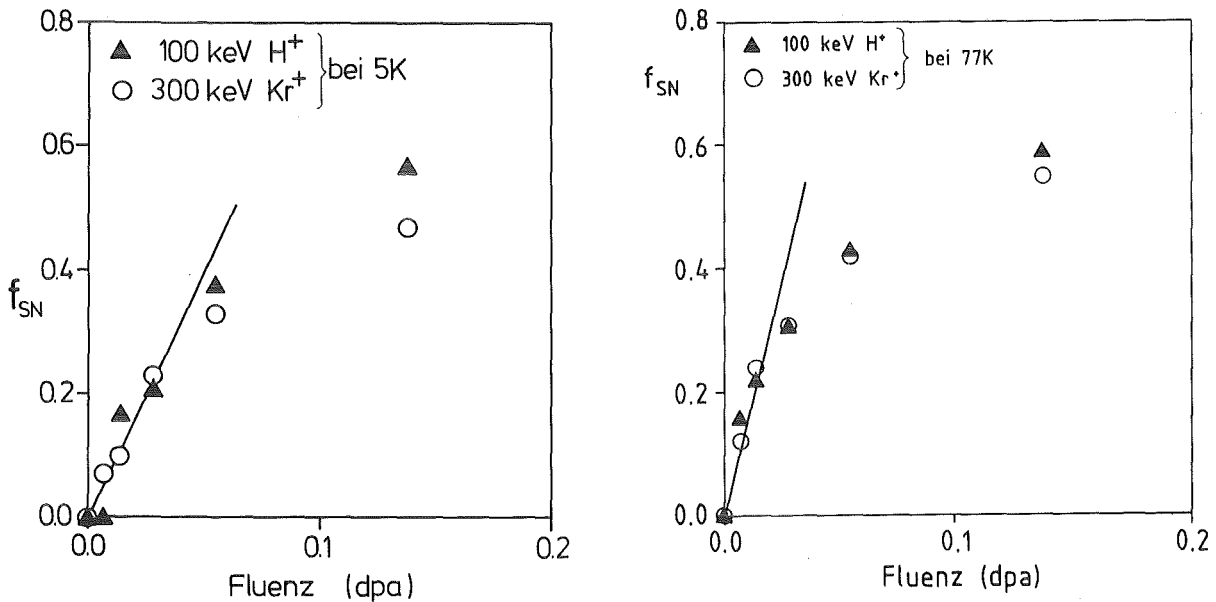 0.8
100 keV H⁺
300 keV Kr⁺
bei 5K
0.6
0.4
f_SN
0.2
0.0
0.0 0.1 0.2
Fluenz (dpa)
0.8
100 keV H⁺
300 keV Kr⁺
bei 77K
f_SN
0.6
0.4
0.2
0.0
0.0 0.1 0.2
Fluenz (dpa)